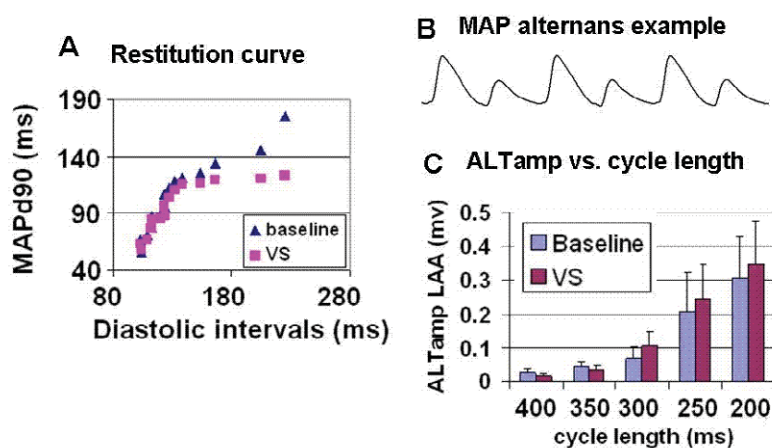 A
Restitution curve
MAPd90 (ms)
190
140
90
40
baseline
VS
80 180 280
Diastolic intervals (ms)
B
MAP alternans example
C
ALTamp vs. cycle length
ALTamp LAA (mv)
0.5
0.4
0.3
0.2
0.1
0
Baseline
VS
400 350 300 250 200
cycle length (ms)